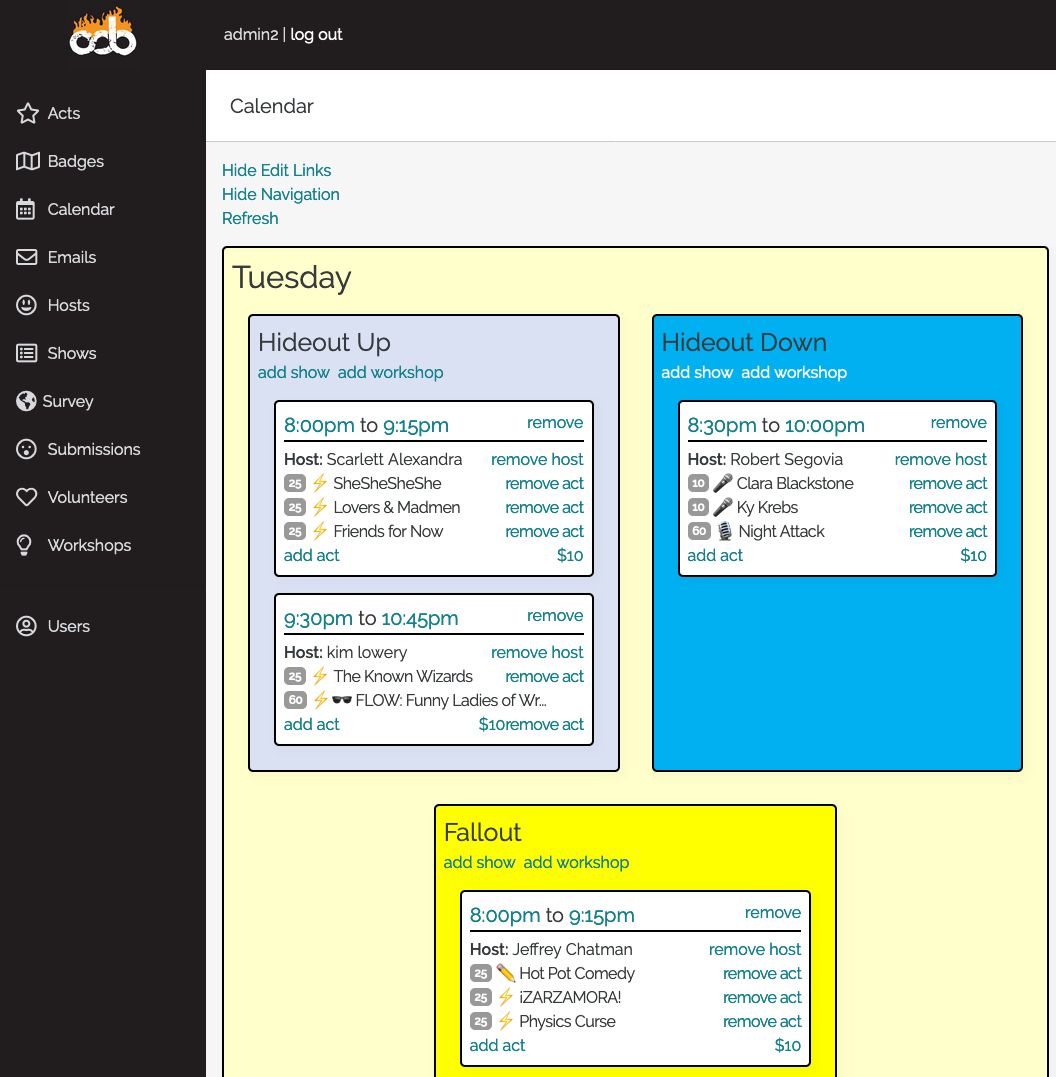 oob
admin2 | log out
Acts
Badges
Calendar
Emails
Hosts
Shows
Survey
Submissions
Volunteers
Workshops
Users
Calendar
Hide Edit Links
Hide Navigation
Refresh
Tuesday
Hideout Up
add show add workshop
8:00pm to 9:15pm remove
Host: Scarlett Alexandra remove host
25 ⚡ SheSheSheShe remove act
25 ⚡ Lovers & Madmen remove act
25 ⚡ Friends for Now remove act
add act $10
9:30pm to 10:45pm remove
Host: kim lowery remove host
25 ⚡ The Known Wizards remove act
60 ⚡🕶️ FLOW: Funny Ladies of Wr...
add act $10remove act
Hideout Down
add show add workshop
8:30pm to 10:00pm remove
Host: Robert Segovia remove host
10 🎤 Clara Blackstone remove act
10 🎤 Ky Krebs remove act
60 🎙️ Night Attack remove act
add act $10
Fallout
add show add workshop
8:00pm to 9:15pm remove
Host: Jeffrey Chatman remove host
25 ✏️ Hot Pot Comedy remove act
25 ⚡ ¡ZARZAMORA! remove act
25 ⚡ Physics Curse remove act
add act $10